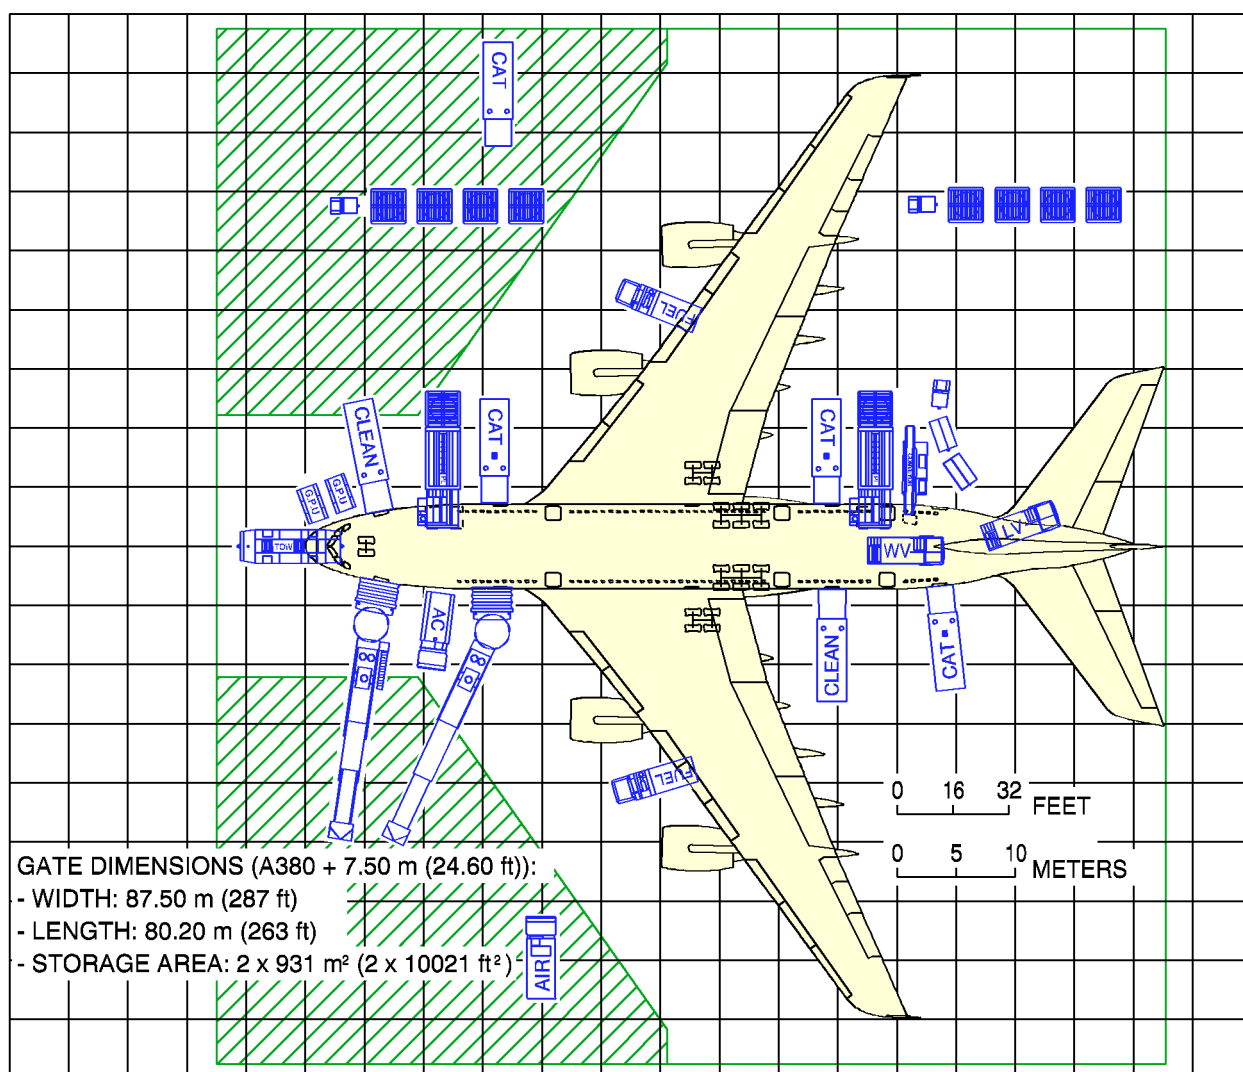 CAT
FUEL
CLEAN
CAT
CAT
G.P.U
G.P.U
TOW
WV
LV
AC
CLEAN
CAT
FUEL
0 16 32
FEET
0 5 10
METERS
GATE DIMENSIONS (A380 + 7.50 m (24.60 ft)):
- WIDTH: 87.50 m (287 ft)
- LENGTH: 80.20 m (263 ft)
- STORAGE AREA: 2 x 931 m² (2 x 10021 ft²)
AIR